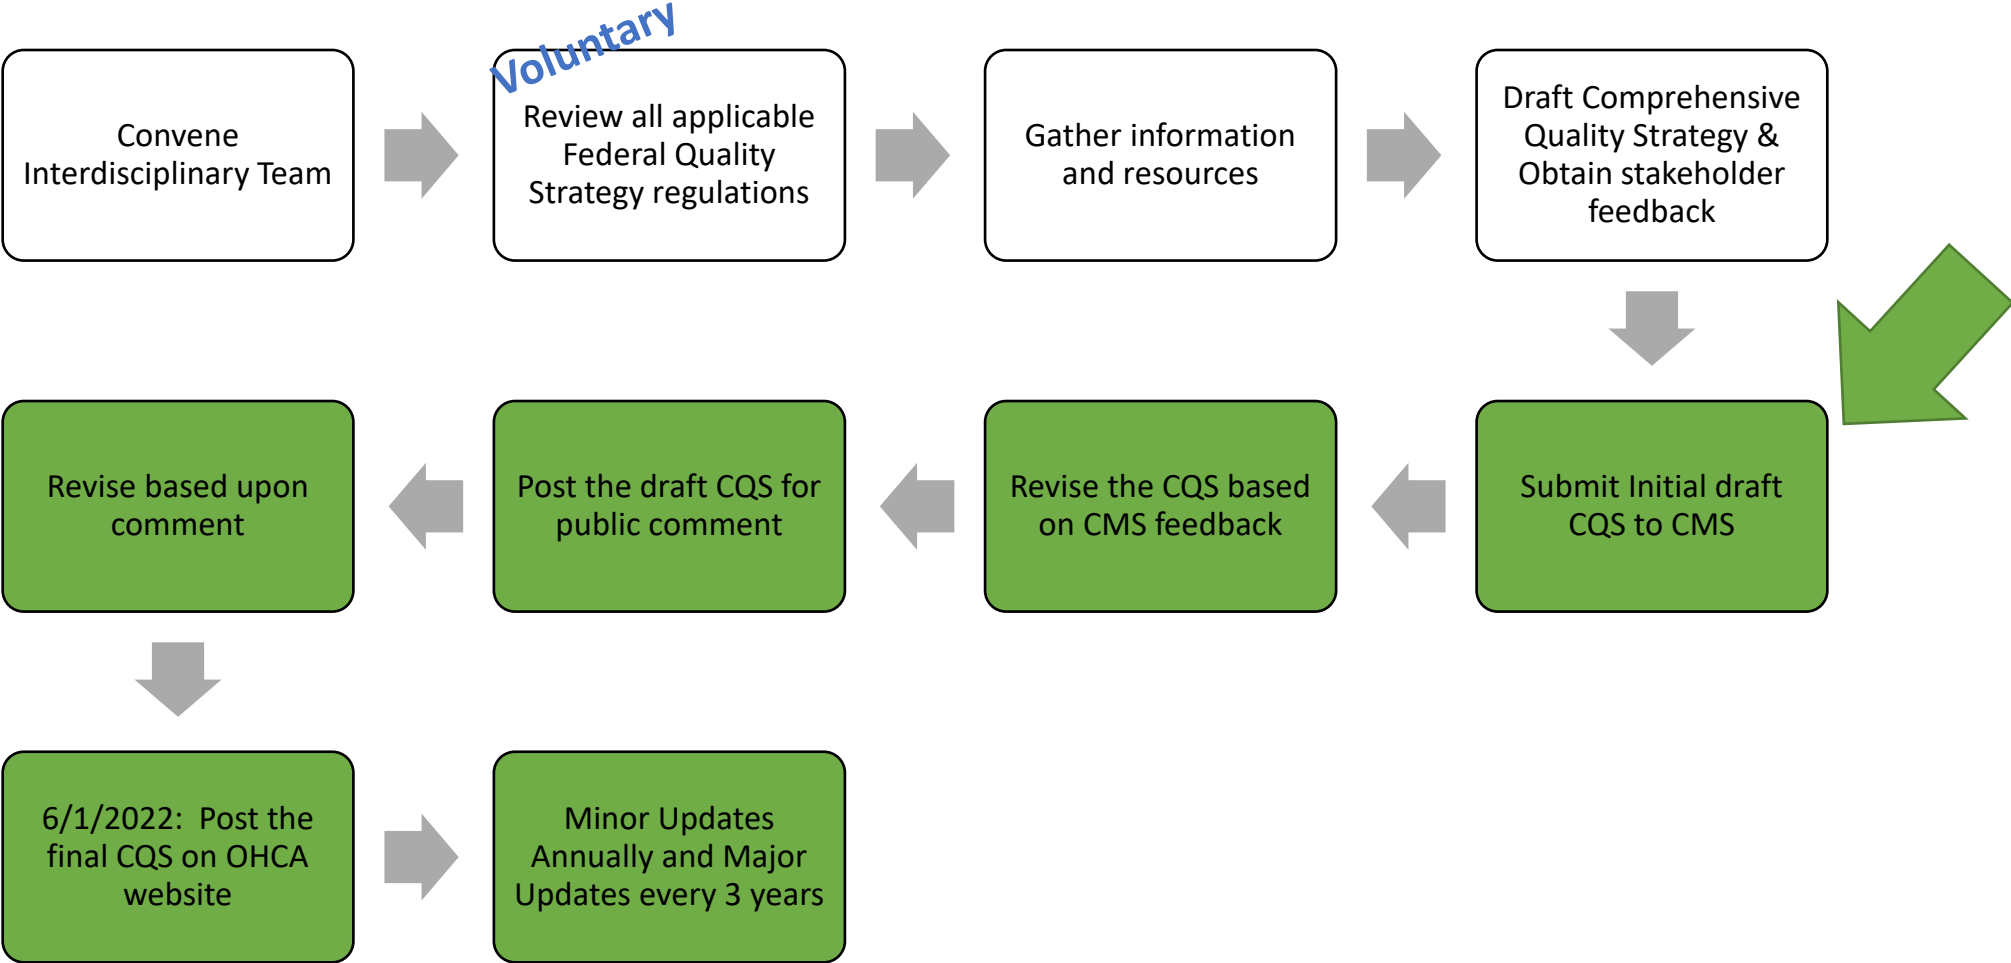 Voluntary
Convene
Interdisciplinary Team
Review all applicable
Federal Quality
Strategy regulations
Gather information
and resources
Draft Comprehensive
Quality Strategy &
Obtain stakeholder
feedback
Submit Initial draft
CQS to CMS
Revise the CQS based
on CMS feedback
Post the draft CQS for
public comment
Revise based upon
comment
6/1/2022: Post the
final CQS on OHCA
website
Minor Updates
Annually and Major
Updates every 3 years